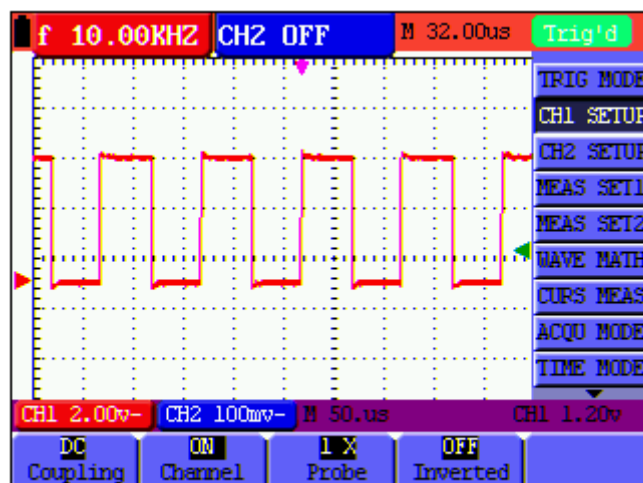 f 10.00KHZ CH2 OFF M 32.00us Trig'd
TRIG MODE
CH1 SETUP
CH2 SETUP
MEAS SET1
MEAS SET2
WAVE MATH
CURS MEAS
ACQU MODE
TIME MODE
CH1 2.00v- CH2 100mv- M 50.us CH1 1.20v
DC ON 1 X OFF
Coupling Channel Probe Inverted